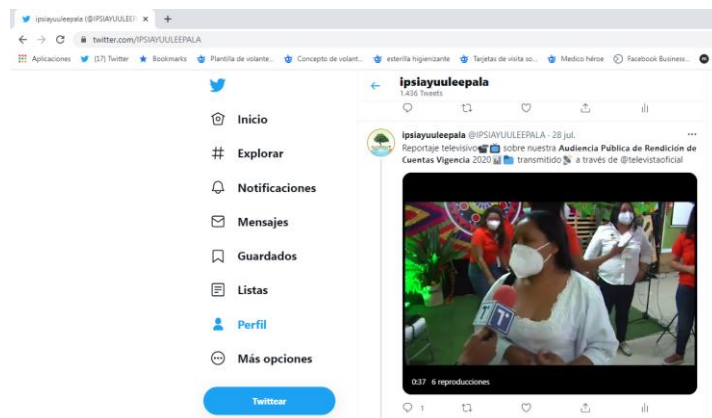 ipsiayuuleepala (@IPSIAYUULEEP
twitter.com/IPSIAYUULEEPALA
Aplicaciones (17) Twitter Bookmarks Plantilla de volante... Concepto de volant... esterilla higienizante Tarjetas de visita so... Medico héroe Facebook Business...
ipsiayuuleepala
1.436 Tweets
Inicio
Explorar
Notificaciones
Mensajes
Guardados
Listas
Perfil
Más opciones
Twittear
ipsiayuuleepala @IPSIAYUULEEPALA · 28 jul.
Reportaje televisivo📹📺 sobre nuestra Audiencia Pública de Rendición de
Cuentas Vigencia 2020📊📁 transmitido📡 a través de @televistaoficial
T
0:37 6 reproducciones
1